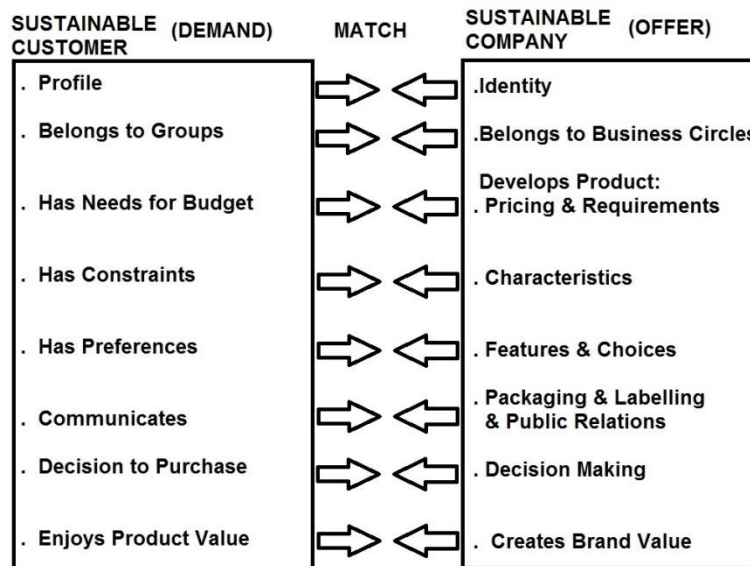 SUSTAINABLE CUSTOMER (DEMAND)
MATCH
SUSTAINABLE COMPANY (OFFER)
. Profile
.Identity
. Belongs to Groups
.Belongs to Business Circles
. Has Needs for Budget
Develops Product:
. Pricing & Requirements
. Has Constraints
. Characteristics
. Has Preferences
. Features & Choices
. Communicates
. Packaging & Labelling
& Public Relations
. Decision to Purchase
. Decision Making
. Enjoys Product Value
. Creates Brand Value